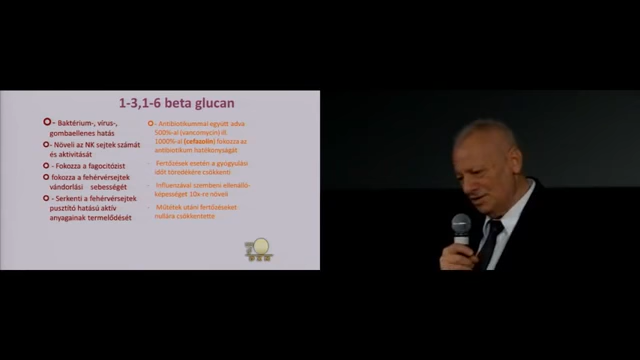 1-3,1-6 beta glucan
- Baktérium-, vírus-,
gombaellenes hatás
- Növeli az NK sejtek számát
és aktivitását
- Fokozza a fagocitózist
fokozza a fehérvérsejtek
vándorlási sebességét
- Serkenti a fehérvérsejtek
pusztító hatású aktív
anyagainak termelődését
- Antibiotikummal együtt adva
500%-al (vancomycin) ill.
1000%-al (cefazolin) fokozza az
antibiotikum hatékonyságát
- Fertőzések esetén a gyógyulási
időt töredékére csökkenti
- Influenzával szembeni ellenálló-
képességet 10x-re növeli
- Műtétek utáni fertőzéseket
nullára csökkentette